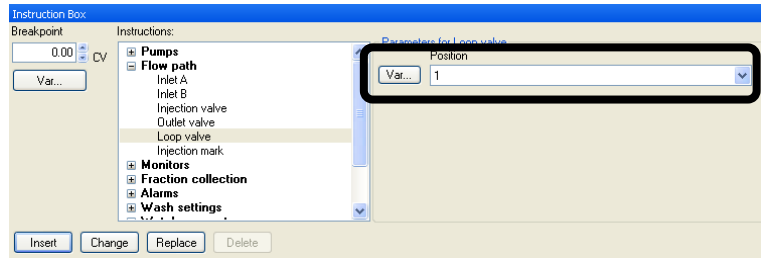 Instruction Box
Breakpoint
Instructions:
0.00 CV
Var...
Pumps
Flow path
Inlet A
Inlet B
Injection valve
Outlet valve
Loop valve
Injection mark
Monitors
Fraction collection
Alarms
Wash settings
Parameters for Loop valve
Position
Var... 1
Insert Change Replace Delete